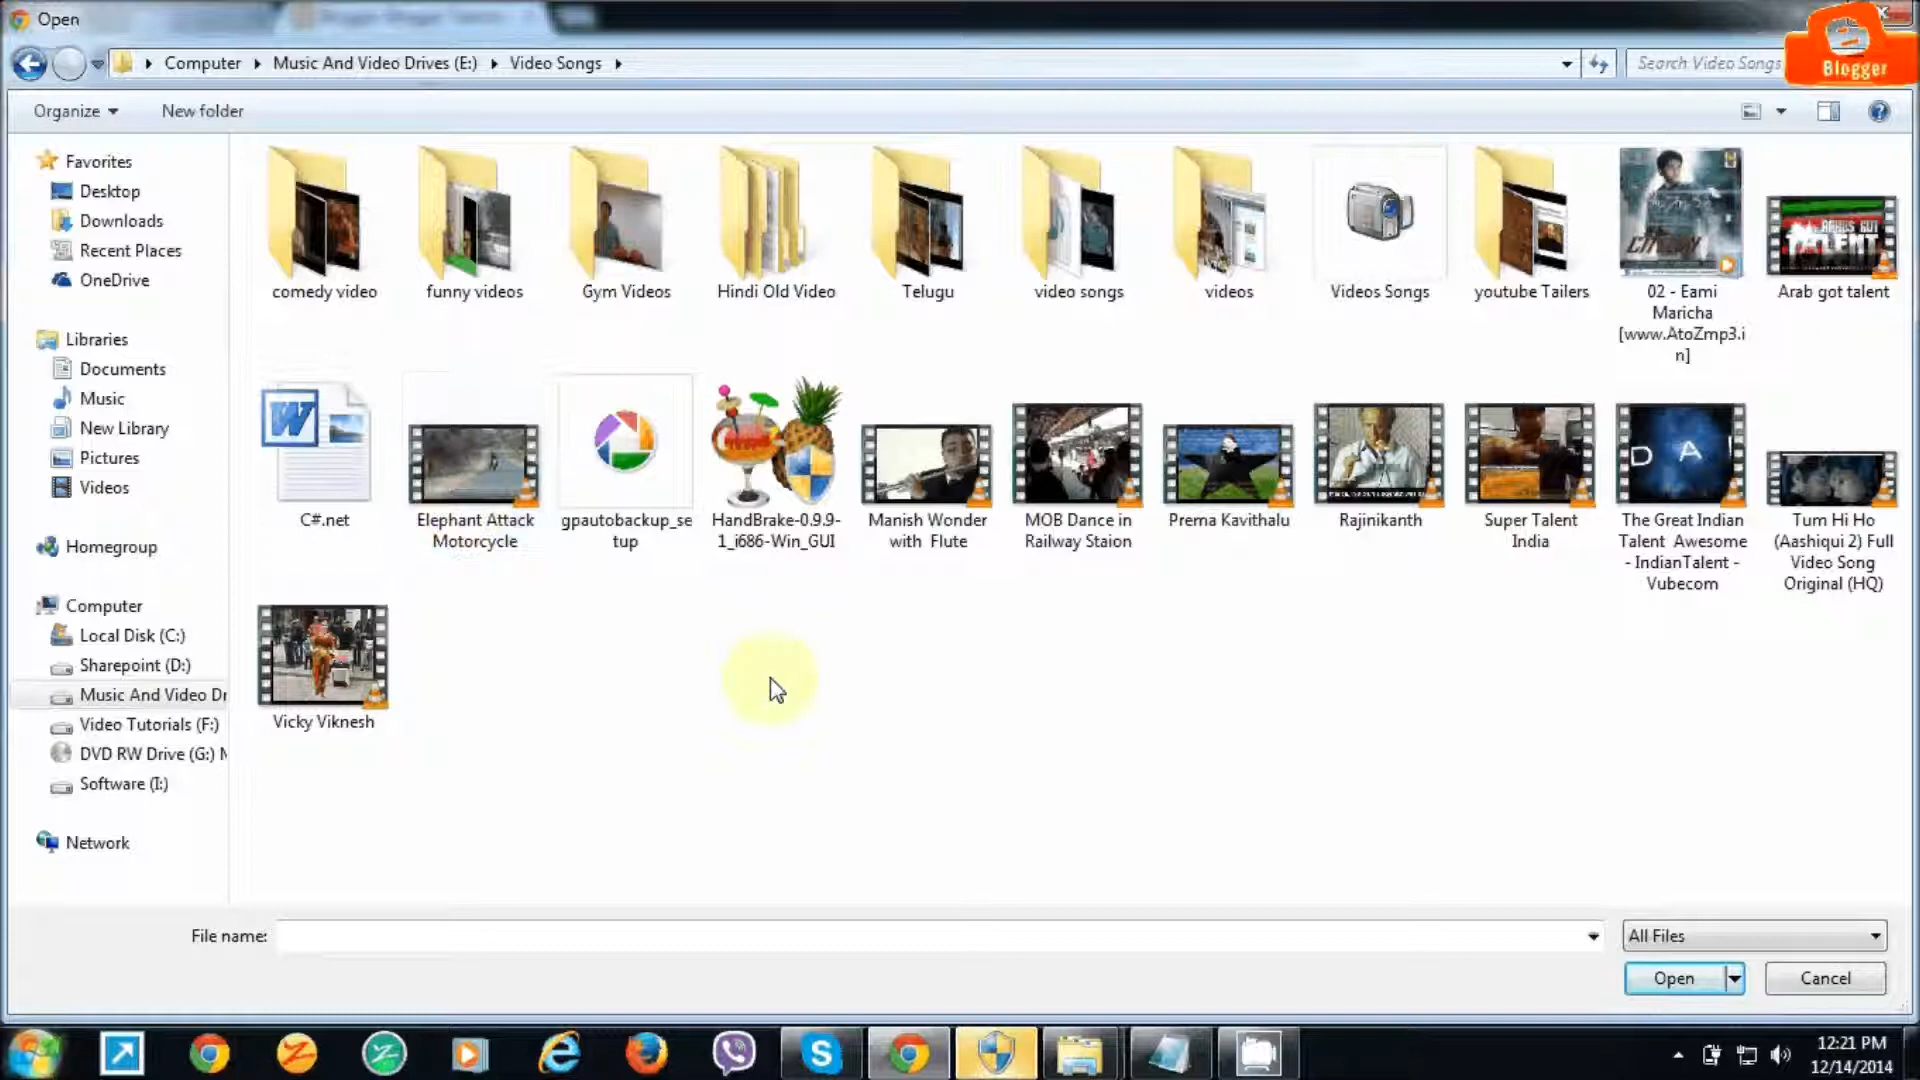 Open
Computer
Music And Video Drives (E:)
Video Songs
Search Video Songs
Blogger
Organize
New folder
Favorites
Desktop
Downloads
Recent Places
OneDrive
Libraries
Documents
Music
New Library
Pictures
Videos
Homegroup
Computer
Local Disk (C:)
Sharepoint (D:)
Music And Video Dr
Video Tutorials (F:)
DVD RW Drive (G:) M
Software (I:)
Network
comedy video
funny videos
Gym Videos
Hindi Old Video
Telugu
video songs
videos
Videos Songs
youtube Tailers
02 - Eami
Maricha
[www.AtoZmp3.i
n]
Arab got talent
C#.net
Elephant Attack
Motorcycle
gpautobackup_se
tup
HandBrake-0.9.9-
1_i686-Win_GUI
Manish Wonder
with Flute
MOB Dance in
Railway Staion
Prema Kavithalu
Rajinikanth
Super Talent
India
D A
The Great Indian
Talent Awesome
- IndianTalent -
Vubecom
Tum Hi Ho
(Aashiqui 2) Full
Video Song
Original (HQ)
Vicky Viknesh
File name:
All Files
Open
Cancel
12:21 PM
12/14/2014